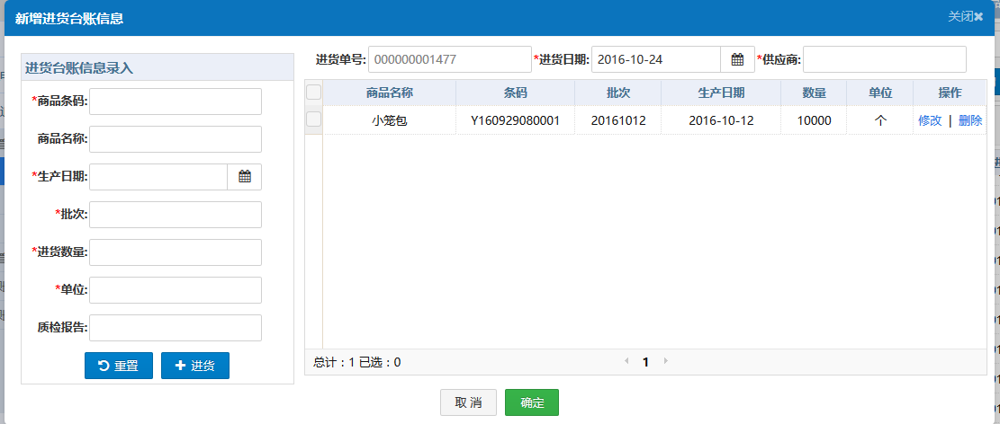 新增进货台账信息
关闭
进货台账信息录入
*商品条码:
商品名称:
*生产日期:
*批次:
*进货数量:
*单位:
质检报告:
重置
进货
进货单号: 000000001477 *进货日期: 2016-10-24 *供应商:
商品名称 条码 批次 生产日期 数量 单位 操作
小笼包 Y160929080001 20161012 2016-10-12 10000 个 修改 | 删除
总计：1 已选：0
1
取 消
确定